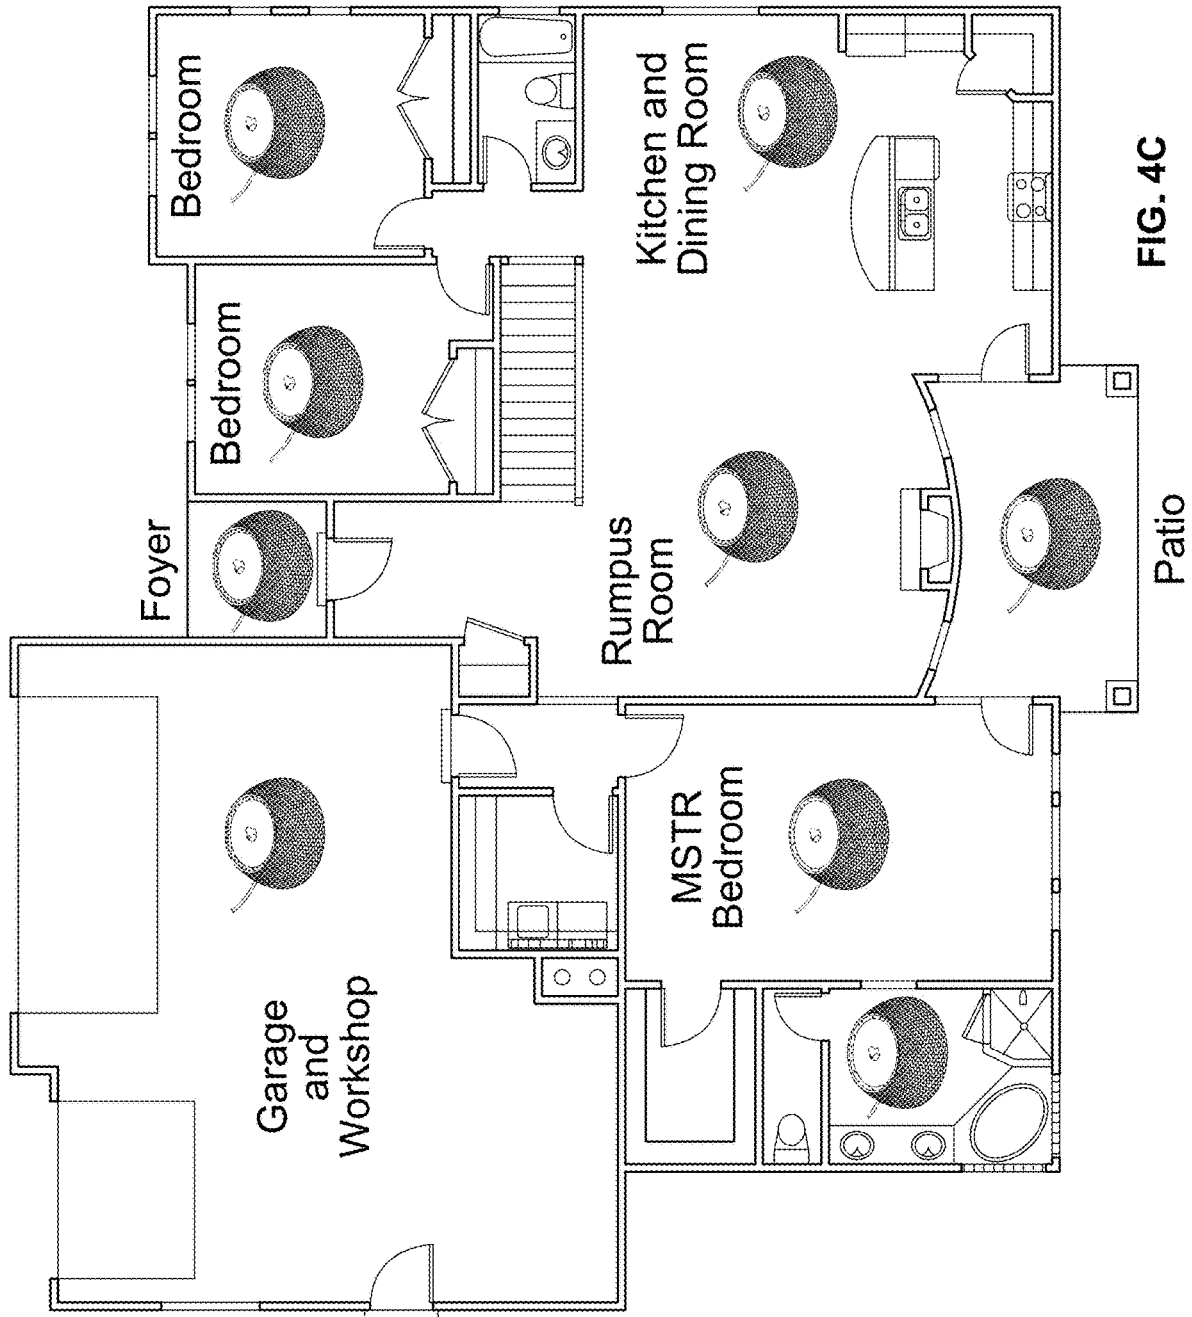 Garage
and
Workshop
Foyer
Bedroom
Bedroom
MSTR
Bedroom
Rumpus
Room
Kitchen and
Dining Room
Patio
FIG. 4C